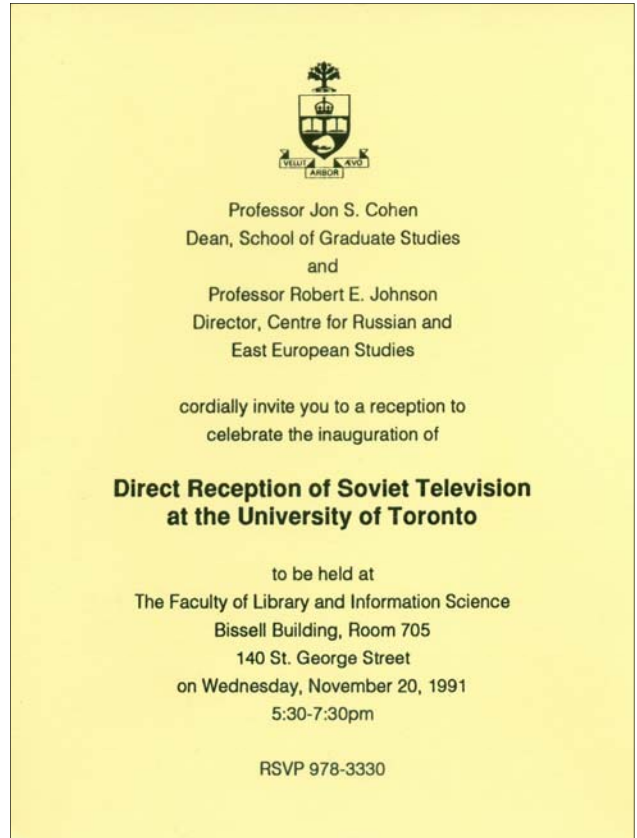 VELUT ARBOR ÆVO
Professor Jon S. Cohen
Dean, School of Graduate Studies
and
Professor Robert E. Johnson
Director, Centre for Russian and
East European Studies
cordially invite you to a reception to
celebrate the inauguration of
Direct Reception of Soviet Television
at the University of Toronto
to be held at
The Faculty of Library and Information Science
Bissell Building, Room 705
140 St. George Street
on Wednesday, November 20, 1991
5:30-7:30pm
RSVP 978-3330